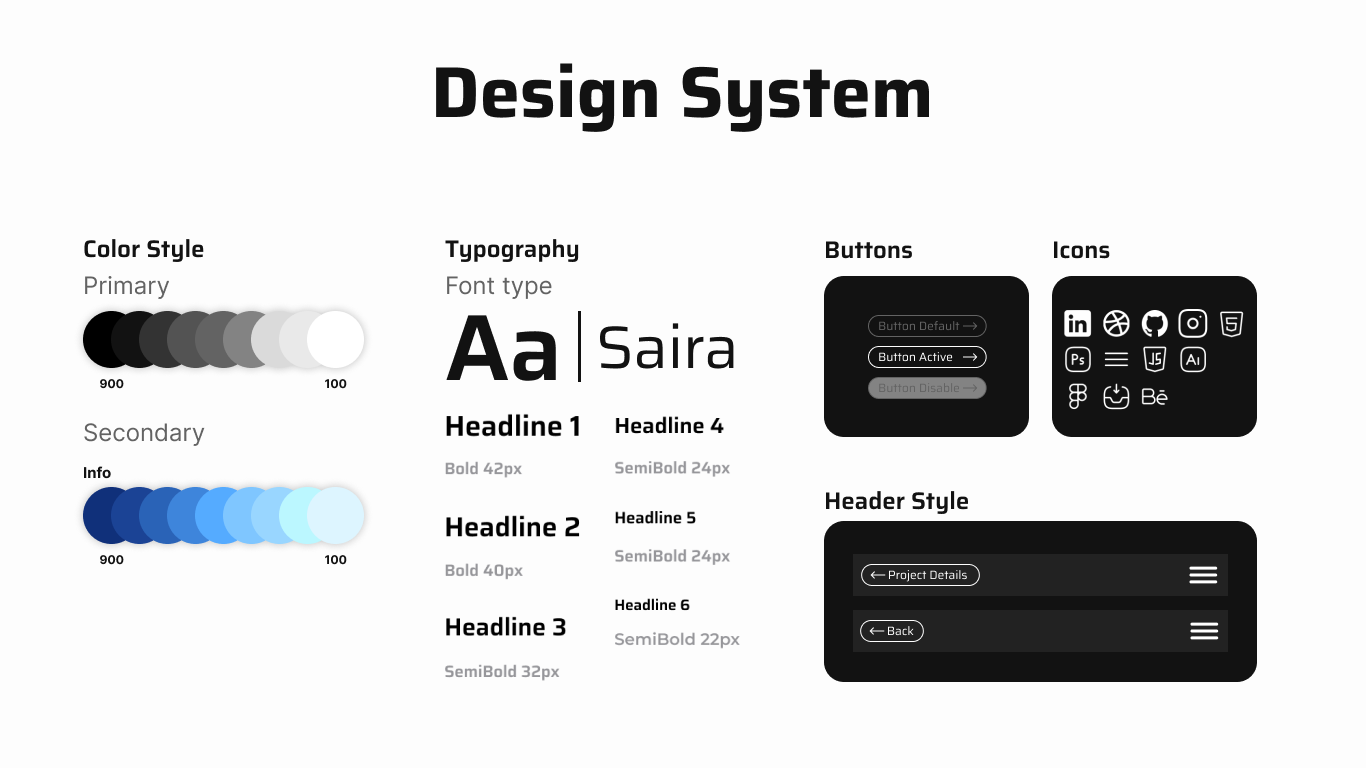 Design System
Color Style
Primary
900
100
Secondary
Info
900
100
Typography
Font type
Aa
Saira
Headline 1
Bold 42px
Headline 2
Bold 40px
Headline 3
SemiBold 32px
Headline 4
SemiBold 24px
Headline 5
SemiBold 24px
Headline 6
SemiBold 22px
Buttons
Button Default
Button Active
Button Disable
Icons
in
5
Ps
JS
Ai
Bē
Header Style
Project Details
Back